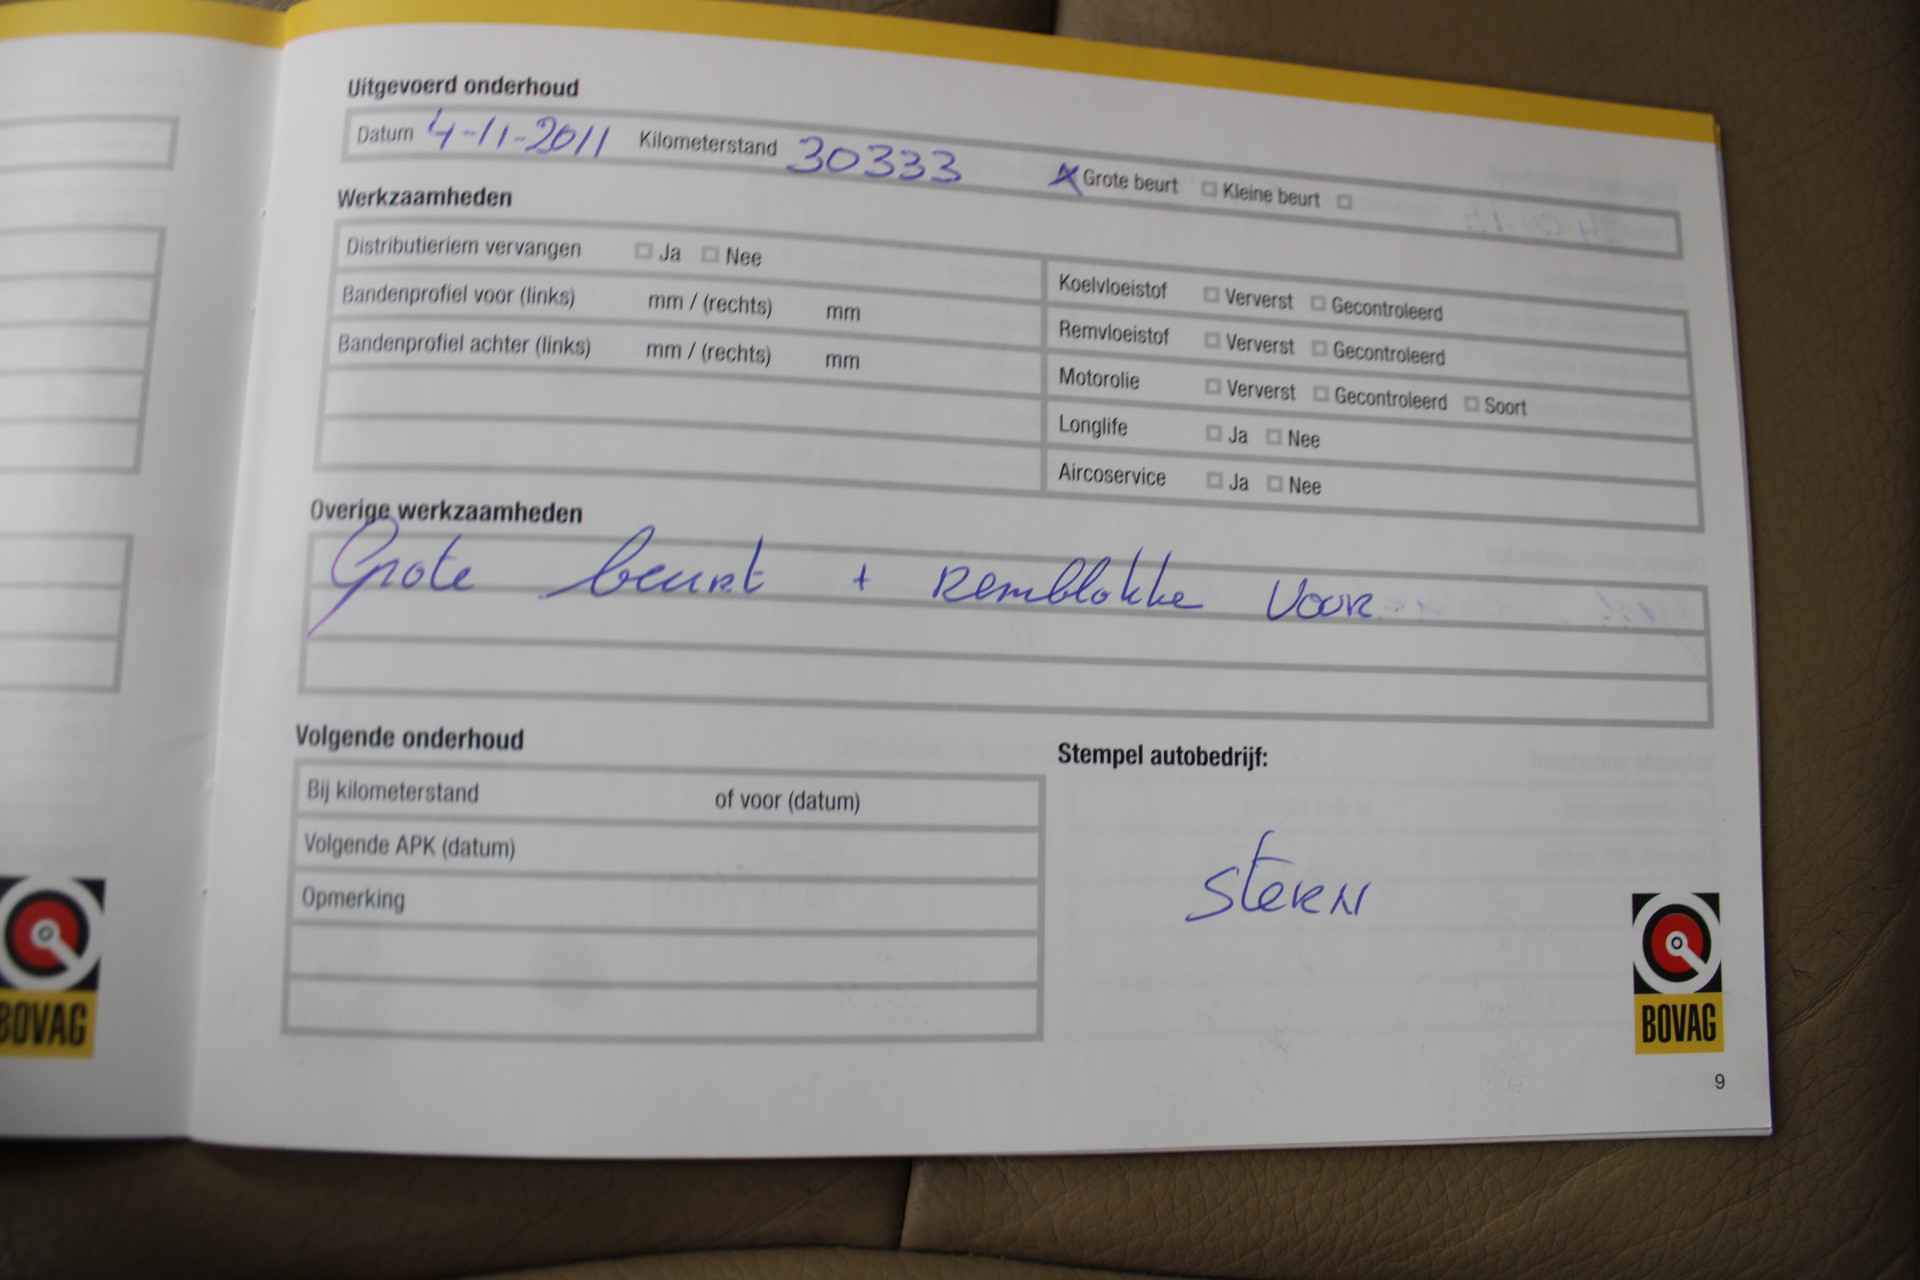 Uitgevoerd onderhoud
Datum 4-11-2011 Kilometerstand 30333 Grote beurt Kleine beurt
Werkzaamheden
Distributieriem vervangen Ja Nee
Bandenprofiel voor (links) mm / (rechts) mm
Bandenprofiel achter (links) mm / (rechts) mm
Koelvloeistof Ververst Gecontroleerd
Remvloeistof Ververst Gecontroleerd
Motorolie Ververst Gecontroleerd Soort
Longlife Ja Nee
Aircoservice Ja Nee
Overige werkzaamheden
Grote beurt + Remblokke voor
Volgende onderhoud
Bij kilometerstand of voor (datum)
Volgende APK (datum)
Opmerking
Stempel autobedrijf:
BOVAG
BOVAG
9